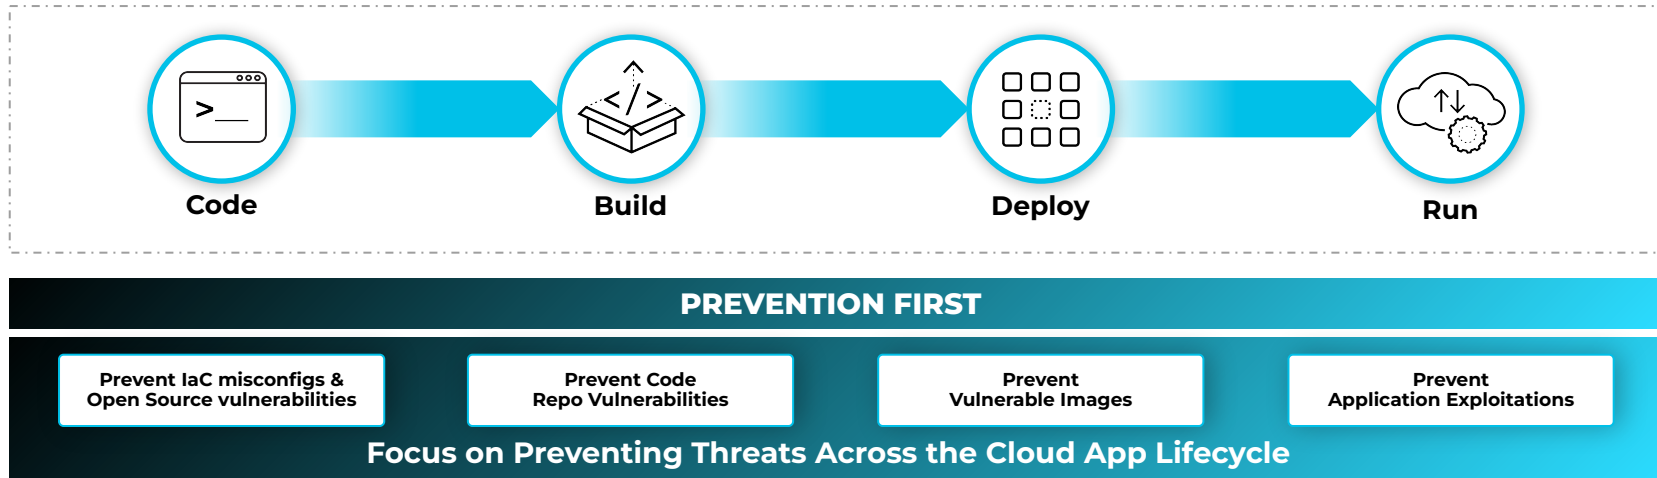 Code
Build
Deploy
Run
PREVENTION FIRST
Prevent IaC misconfigs &
Open Source vulnerabilities
Prevent Code
Repo Vulnerabilities
Prevent
Vulnerable Images
Prevent
Application Exploitations
Focus on Preventing Threats Across the Cloud App Lifecycle